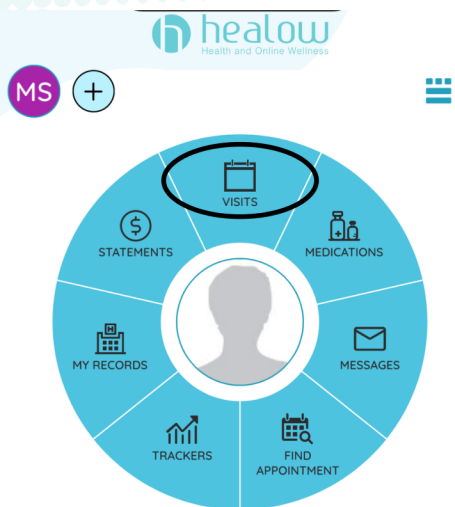 healow
Health and Online Wellness
MS
+
VISITS
STATEMENTS
MEDICATIONS
MY RECORDS
MESSAGES
TRACKERS
FIND
APPOINTMENT